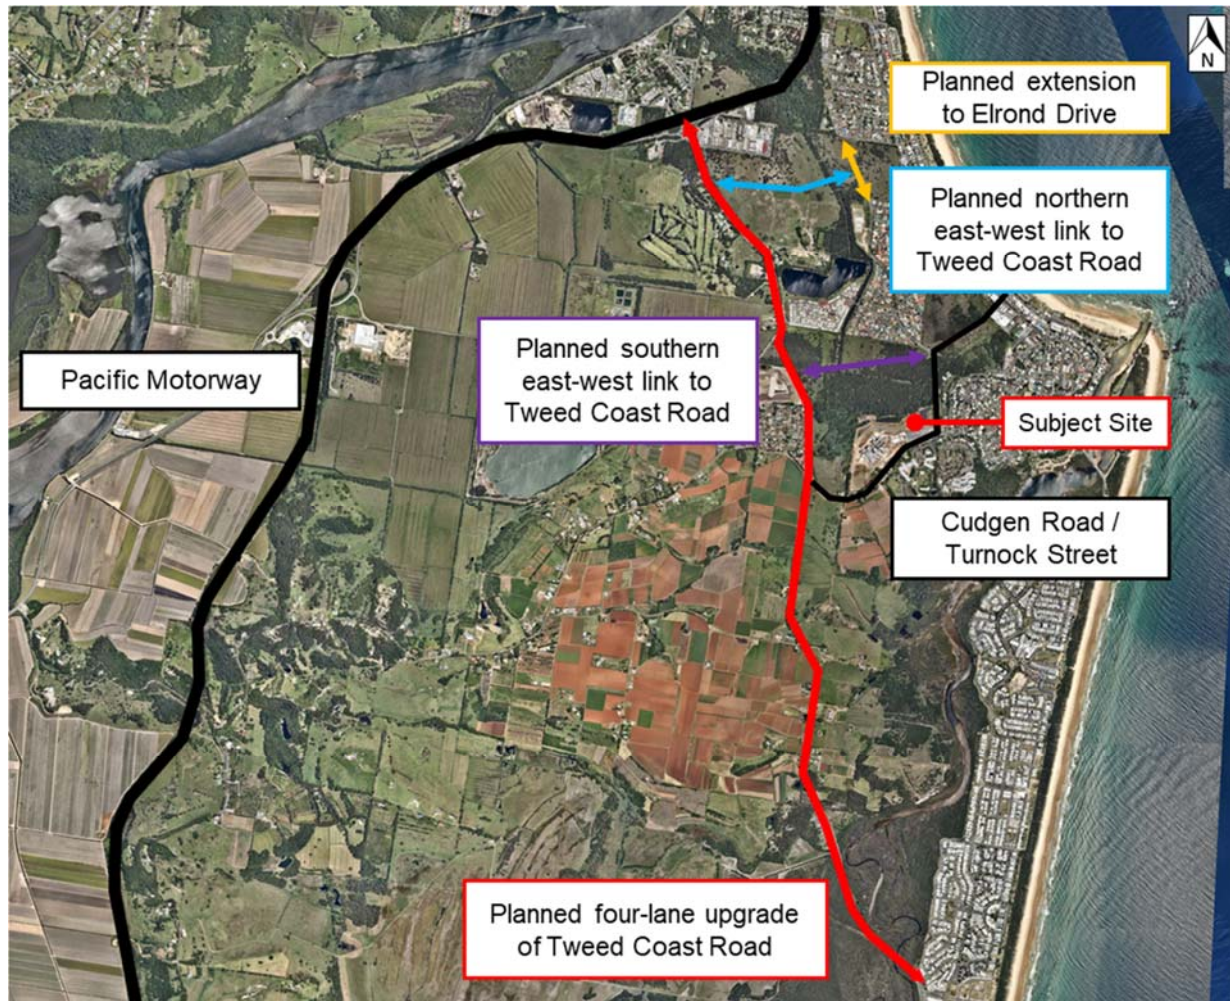 N
Planned extension
to Elrond Drive
Planned northern
east-west link to
Tweed Coast Road
Planned southern
east-west link to
Tweed Coast Road
Pacific Motorway
Subject Site
Cudgen Road /
Turnock Street
Planned four-lane upgrade
of Tweed Coast Road